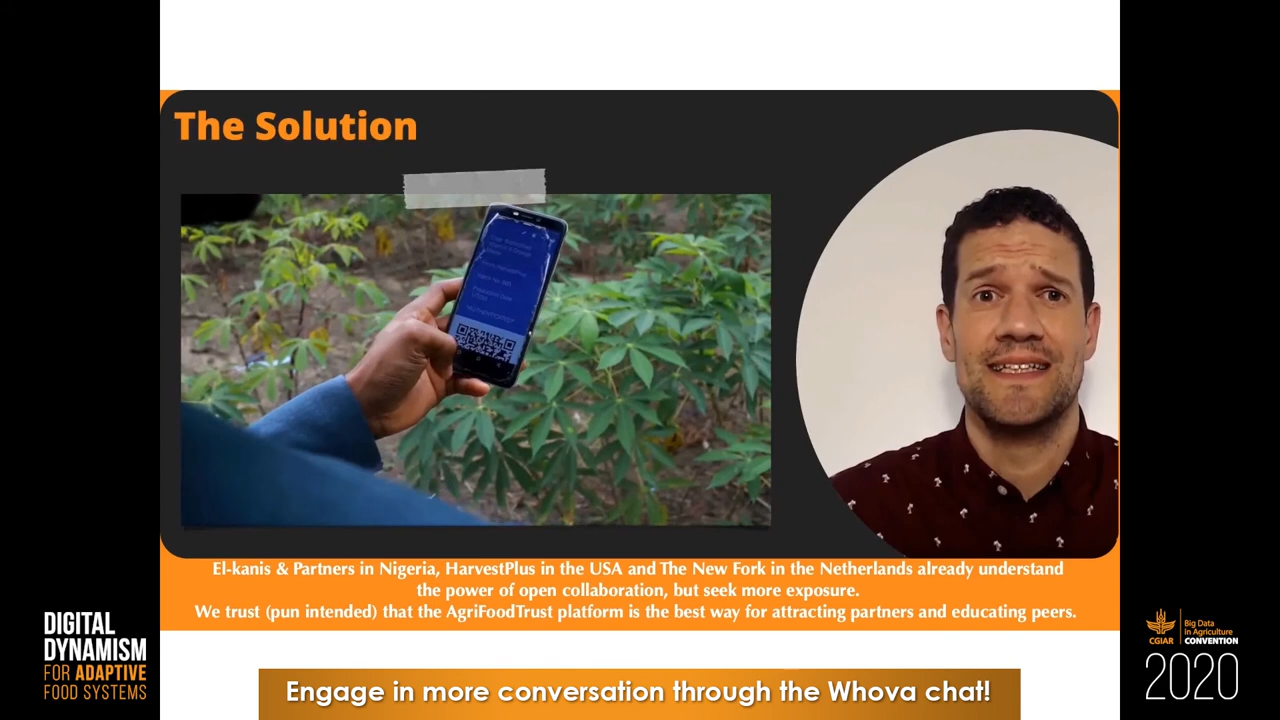 The Solution
*AUTHENTICATED*
El-kanis & Partners in Nigeria, HarvestPlus in the USA and The New Fork in the Netherlands already understand
the power of open collaboration, but seek more exposure.
We trust (pun intended) that the AgriFoodTrust platform is the best way for attracting partners and educating peers.
DIGITAL
DYNAMISM
FOR ADAPTIVE
FOOD SYSTEMS
CGIAR
Big Data
in Agriculture
CONVENTION
2020
Engage in more conversation through the Whova chat!